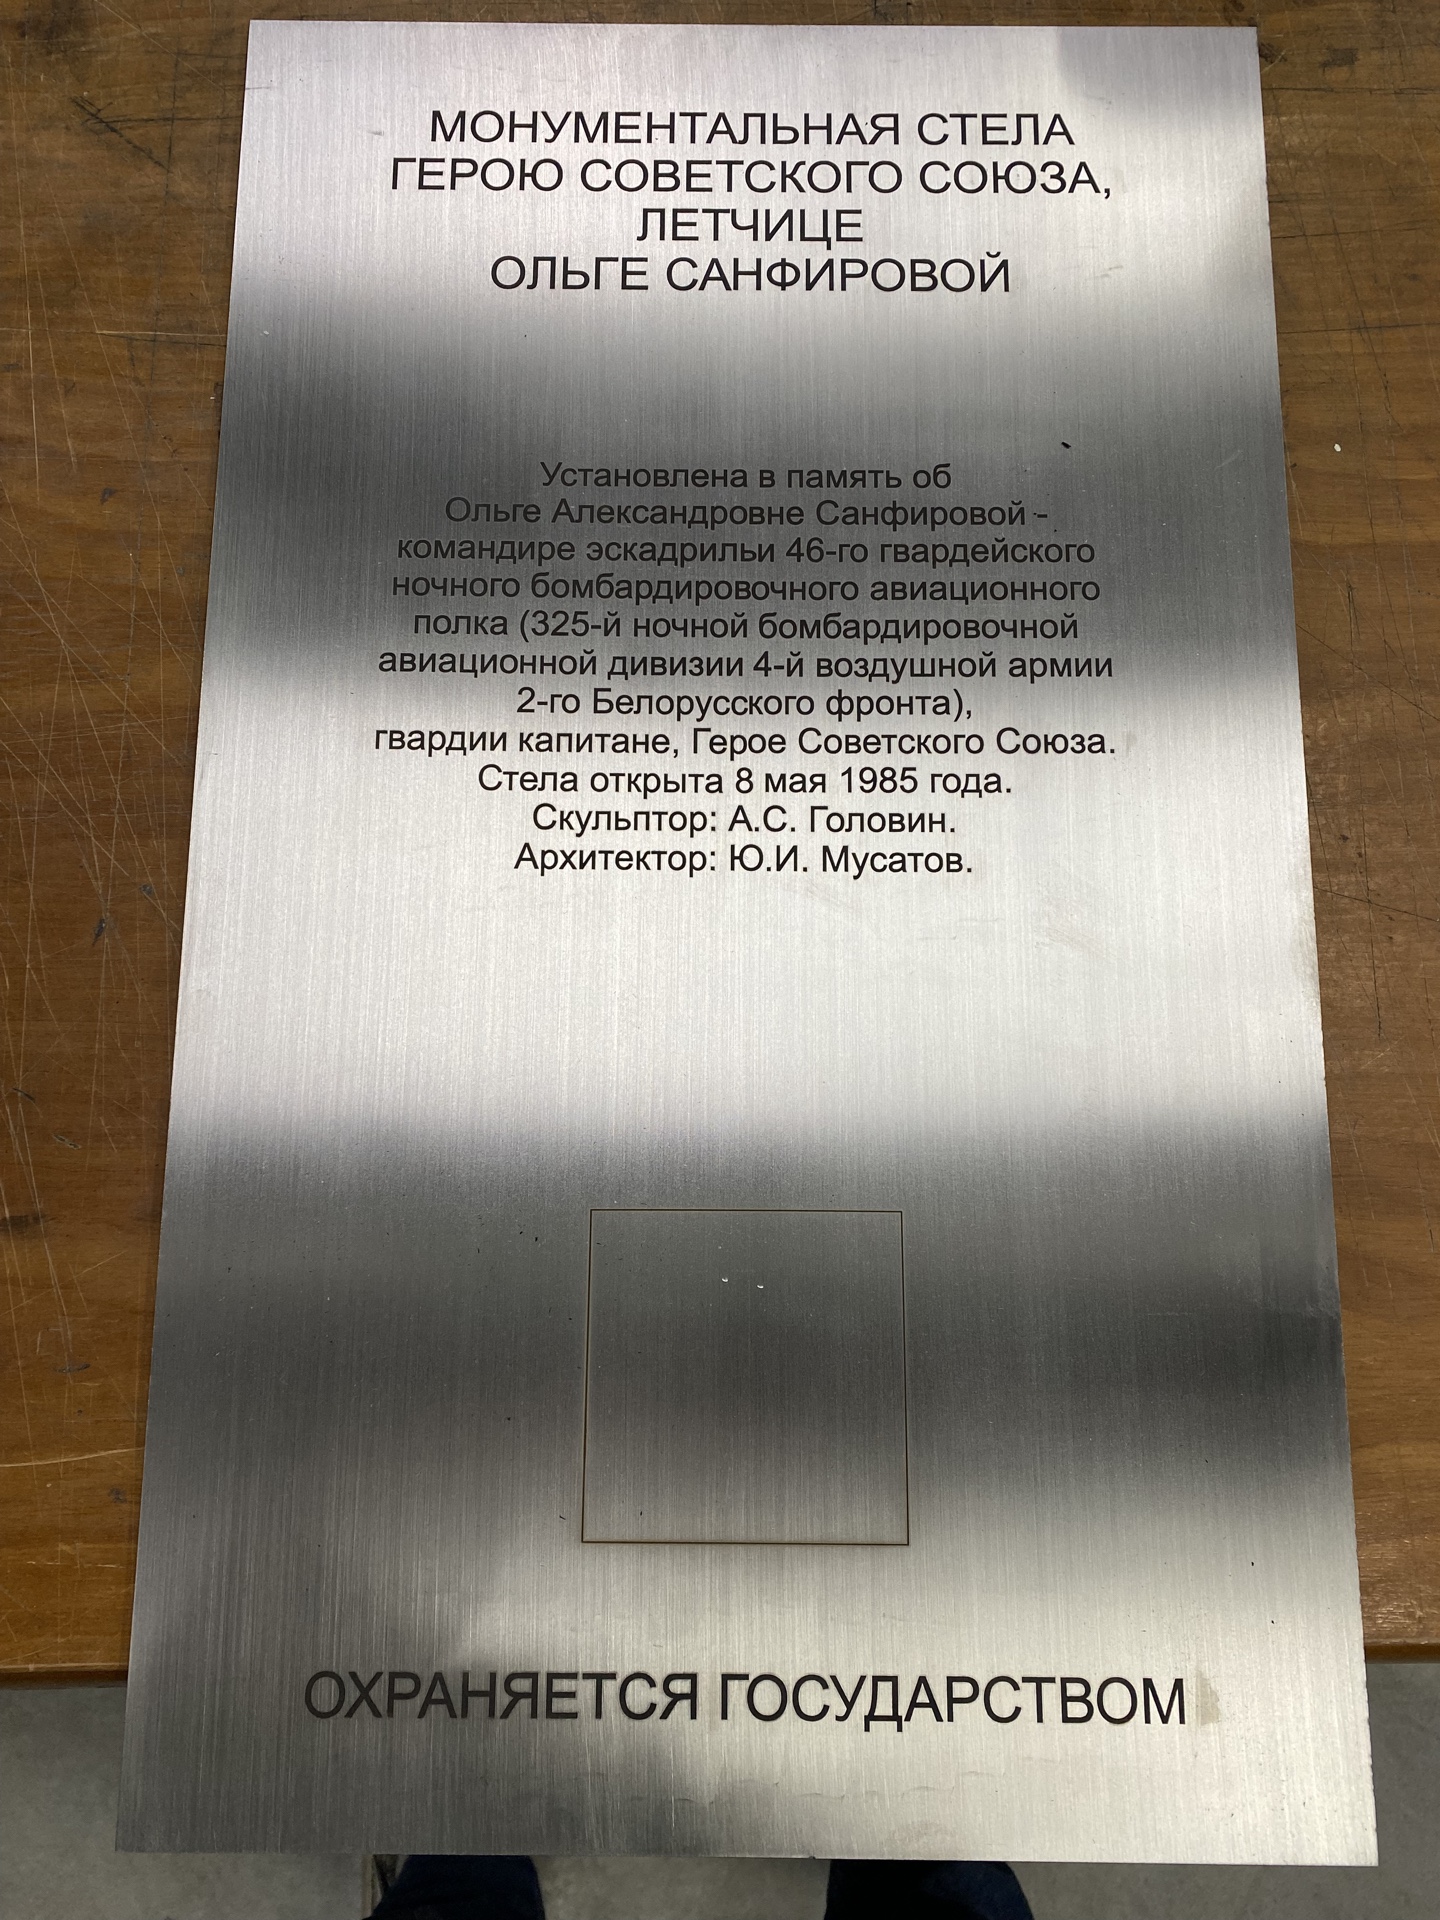 МОНУМЕНТАЛЬНАЯ СТЕЛА
ГЕРОЮ СОВЕТСКОГО СОЮЗА,
ЛЕТЧИЦЕ
ОЛЬГЕ САНФИРОВОЙ
Установлена в память об
Ольге Александровне Санфировой -
командире эскадрильи 46-го гвардейского
ночного бомбардировочного авиационного
полка (325-й ночной бомбардировочной
авиационной дивизии 4-й воздушной армии
2-го Белорусского фронта),
гвардии капитане, Герое Советского Союза.
Стела открыта 8 мая 1985 года.
Скульптор: А.С. Головин.
Архитектор: Ю.И. Мусатов.
ОХРАНЯЕТСЯ ГОСУДАРСТВОМ